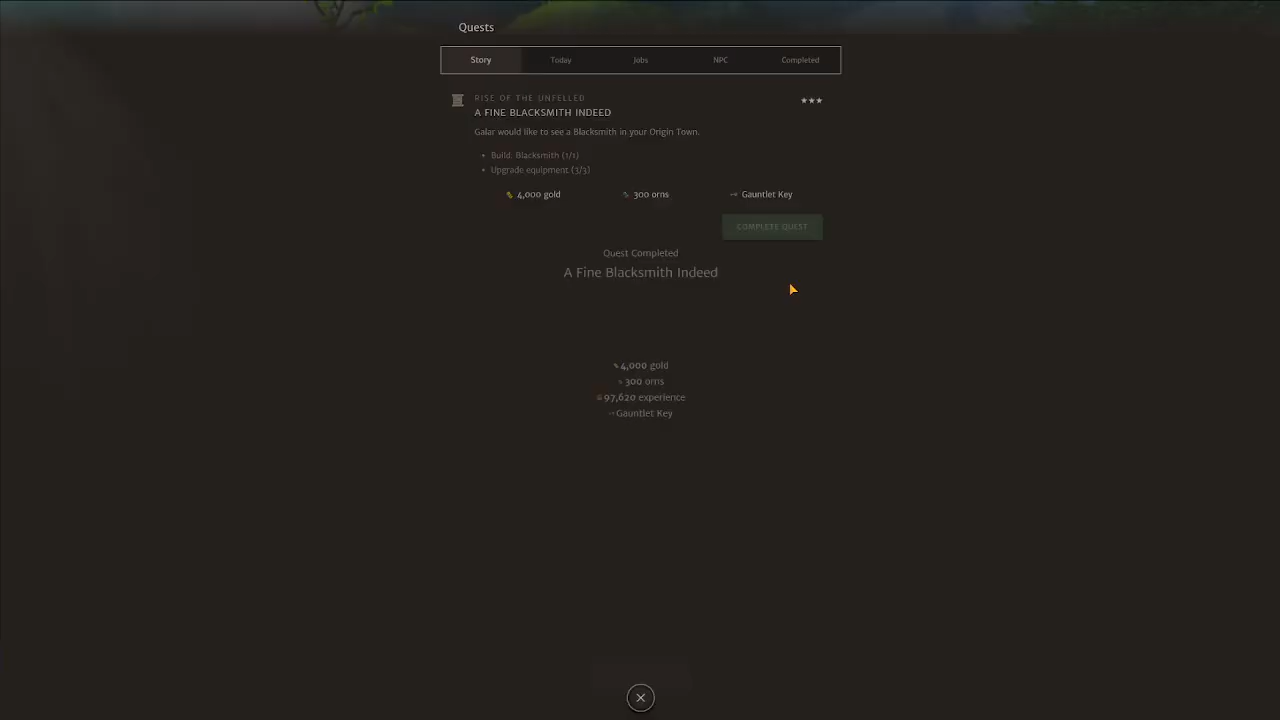 Quests
Story Today Jobs NPC Completed
RISE OF THE UNFELLED
★★★
A FINE BLACKSMITH INDEED
Galar would like to see a Blacksmith in your Origin Town.
• Build: Blacksmith (1/1)
• Upgrade equipment (3/3)
4,000 gold 300 orns Gauntlet Key
COMPLETE QUEST
Quest Completed
A Fine Blacksmith Indeed
4,000 gold
300 orns
97,620 experience
Gauntlet Key